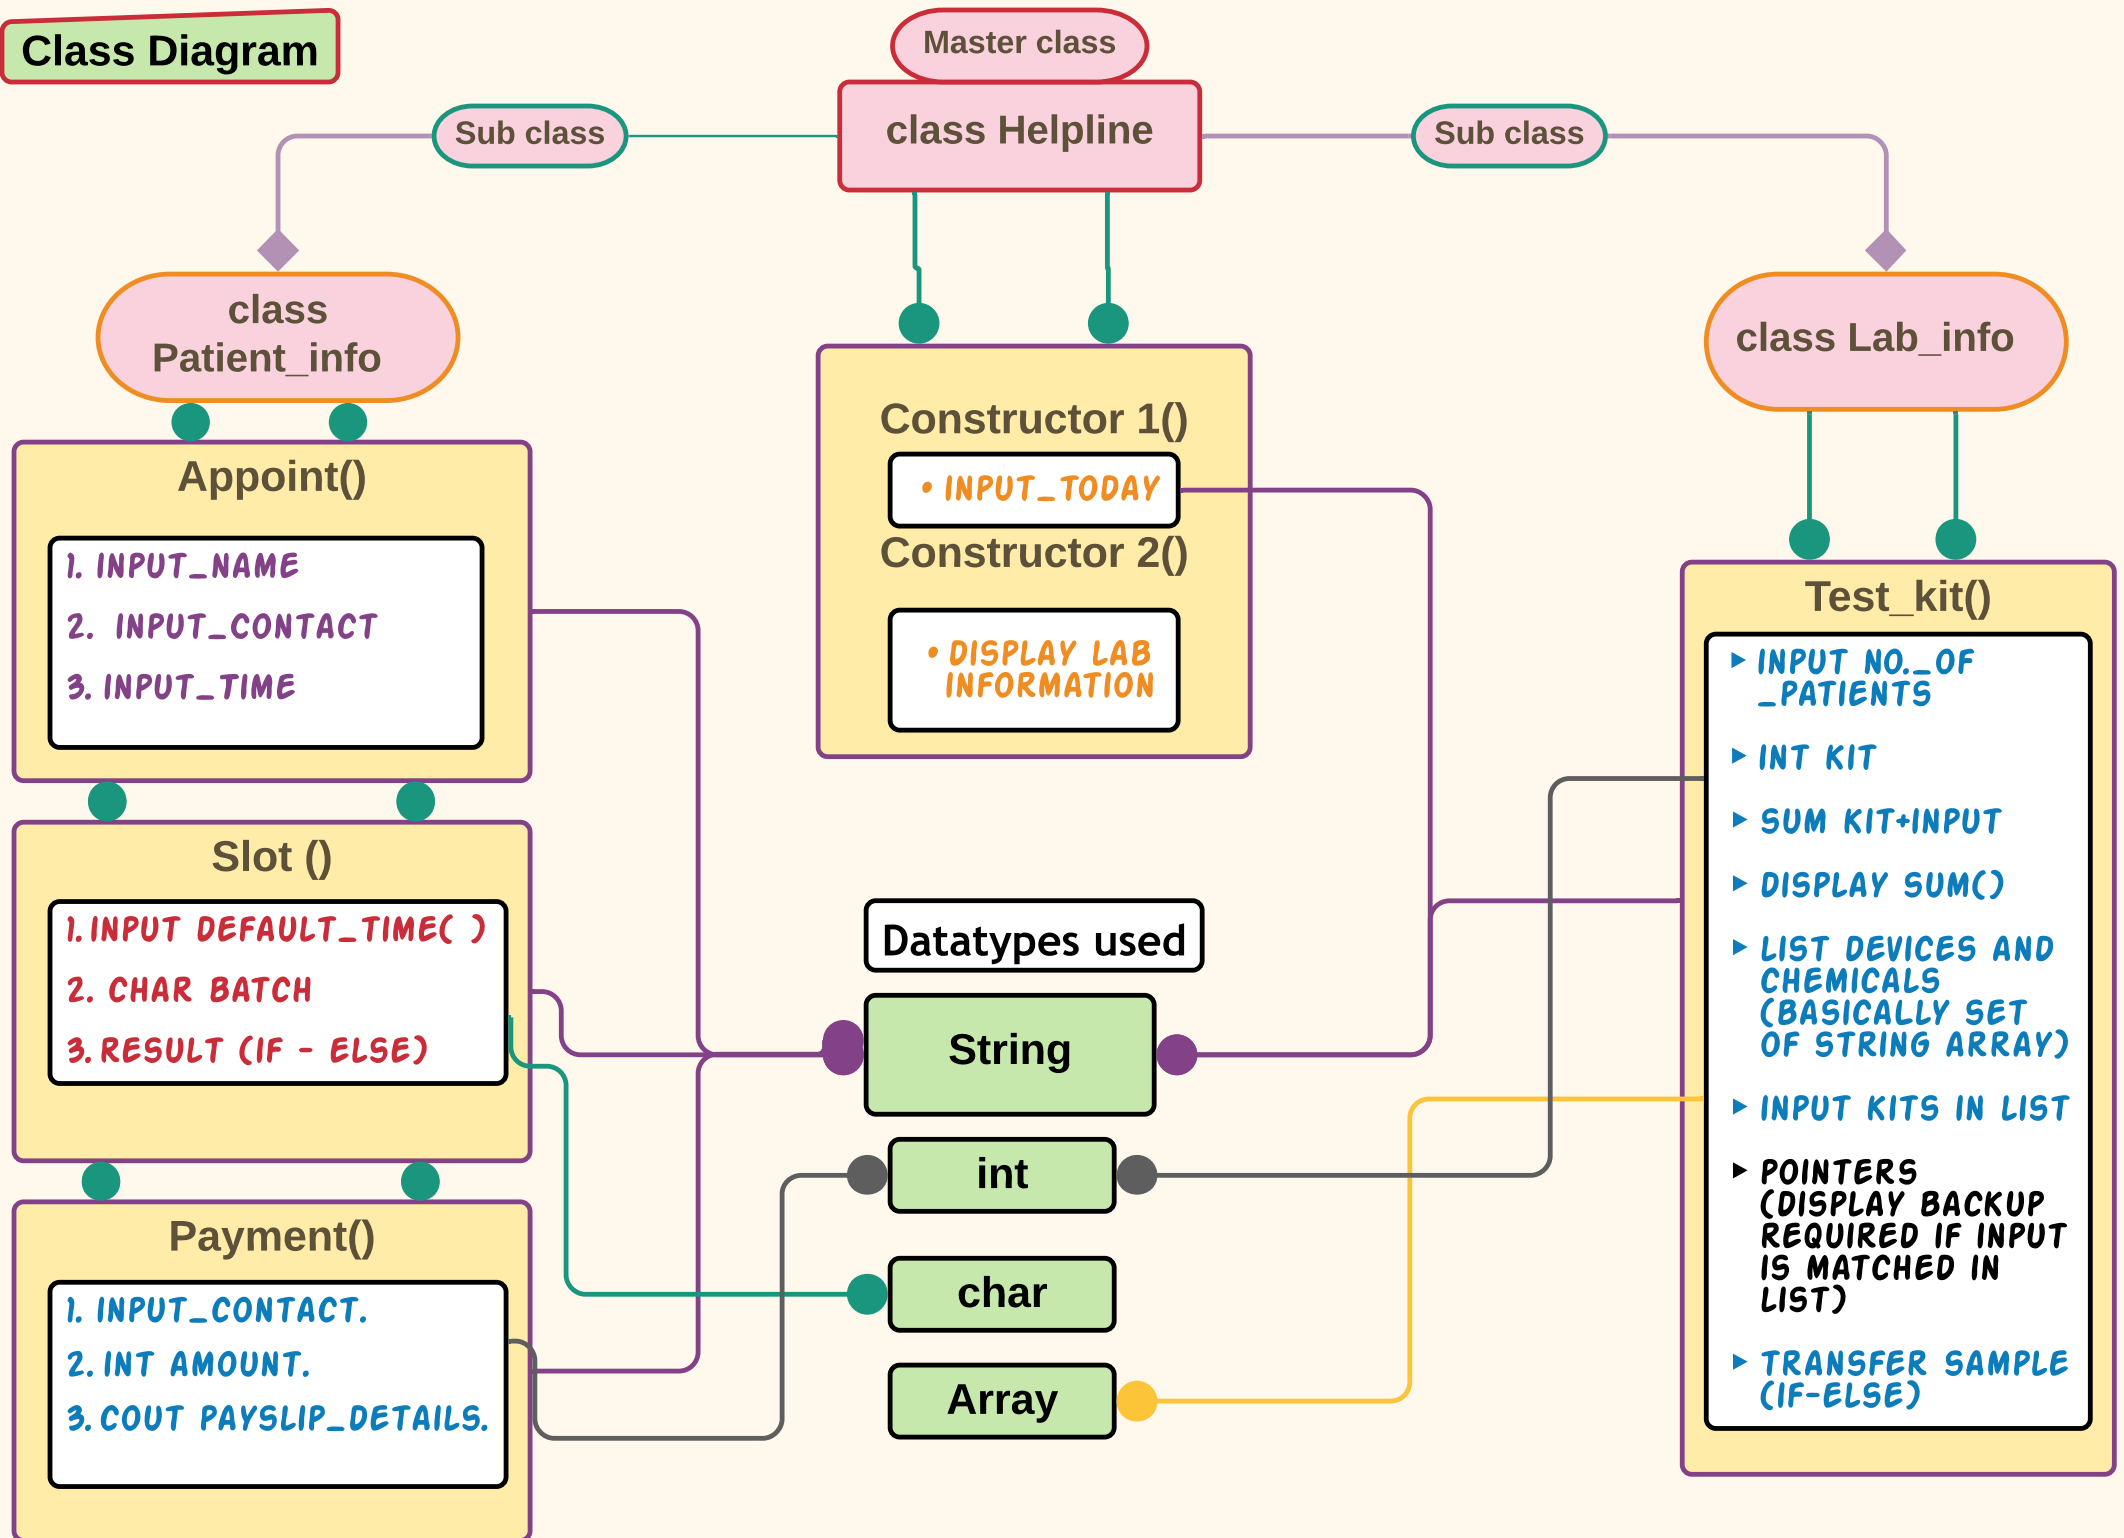 Class Diagram
Master class
class Helpline
Sub class
Sub class
class
Patient_info
class Lab_info
Appoint()
1. INPUT_NAME
2. INPUT_CONTACT
3. INPUT_TIME
Slot ()
1. INPUT DEFAULT_TIME( )
2. CHAR BATCH
3. RESULT (IF - ELSE)
Payment()
1. INPUT_CONTACT.
2. INT AMOUNT.
3. COUT PAYSLIP_DETAILS.
Constructor 1()
• INPUT_TODAY
Constructor 2()
• DISPLAY LAB
INFORMATION
Datatypes used
String
int
char
Array
Test_kit()
► INPUT NO._OF
_PATIENTS
► INT KIT
► SUM KIT+INPUT
► DISPLAY SUM()
► LIST DEVICES AND
CHEMICALS
(BASICALLY SET
OF STRING ARRAY)
► INPUT KITS IN LIST
► POINTERS
(DISPLAY BACKUP
REQUIRED IF INPUT
IS MATCHED IN
LIST)
► TRANSFER SAMPLE
(IF-ELSE)